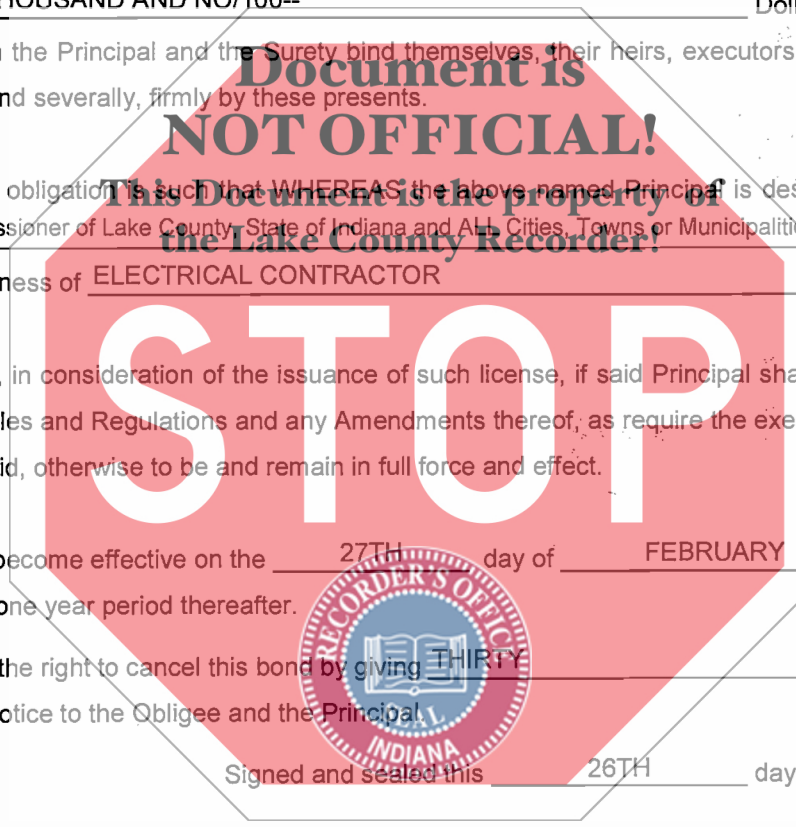 HOUSAND AND NO/100--
the Principal and the Surety bind themselves, their heirs, executors
nd severally, firmly by these presents.
Document is
NOT OFFICIAL!
obligation is such that WHEREAS the above named Principal is des
This Document is the property of
ssioner of Lake County, State of Indiana and ALL Cities, Towns or Municipalitie
the Lake County Recorder!
ness of ELECTRICAL CONTRACTOR
STOP
, in consideration of the issuance of such license, if said Principal sha
les and Regulations and any Amendments thereof, as require the exe
id, otherwise to be and remain in full force and effect.
become effective on the 27TH day of FEBRUARY
one year period thereafter.
the right to cancel this bond by giving THIRTY
otice to the Obligee and the Principal.
RECORDER'S OFFICE
SEAL
INDIANA
Signed and sealed this 26TH day